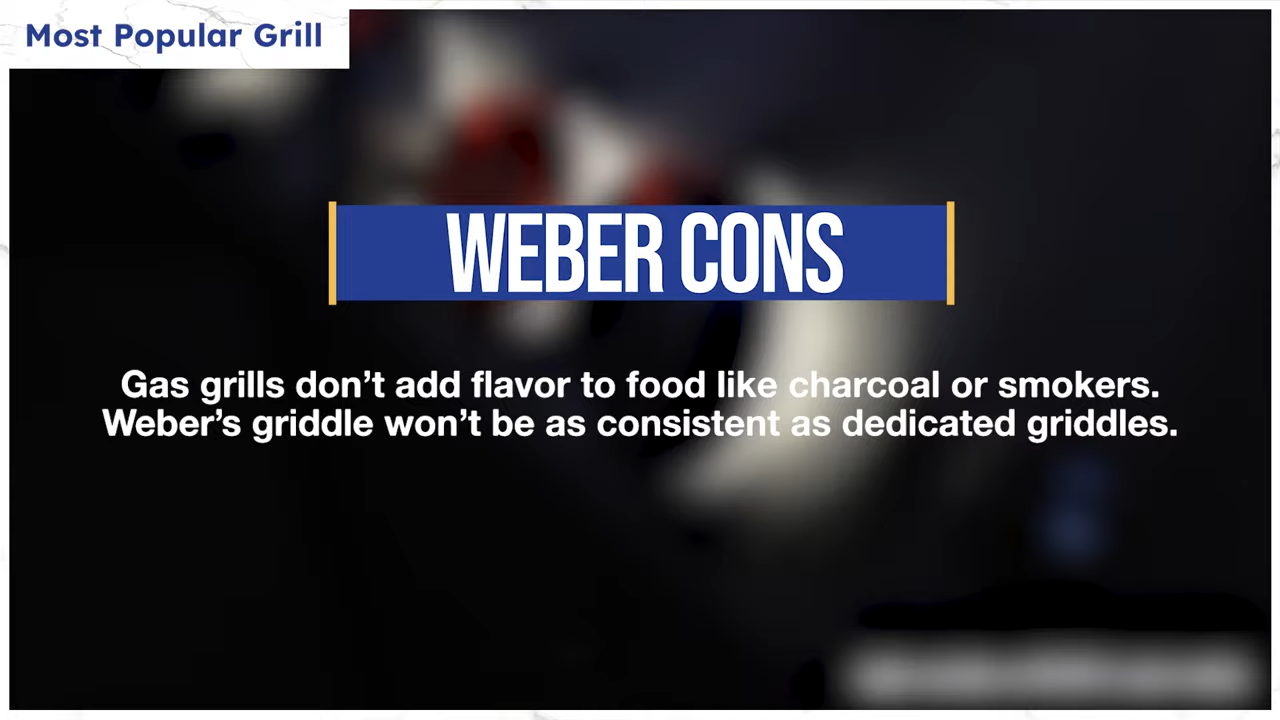 Most Popular Grill
WEBER CONS
Gas grills don’t add flavor to food like charcoal or smokers.
Weber’s griddle won’t be as consistent as dedicated griddles.